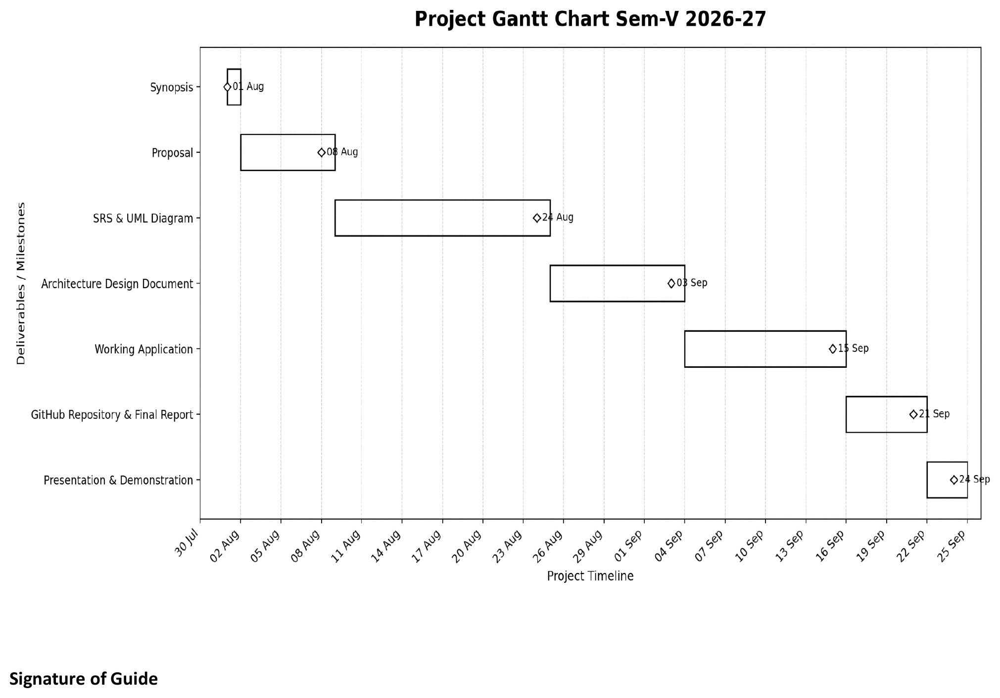 Project Gantt Chart Sem-V 2026-27
Deliverables / Milestones
Synopsis
01 Aug
Proposal
08 Aug
SRS & UML Diagram
24 Aug
Architecture Design Document
03 Sep
Working Application
15 Sep
GitHub Repository & Final Report
21 Sep
Presentation & Demonstration
24 Sep
30 Jul
02 Aug
05 Aug
08 Aug
11 Aug
14 Aug
17 Aug
20 Aug
23 Aug
26 Aug
29 Aug
01 Sep
04 Sep
07 Sep
10 Sep
13 Sep
16 Sep
19 Sep
22 Sep
25 Sep
Project Timeline
Signature of Guide